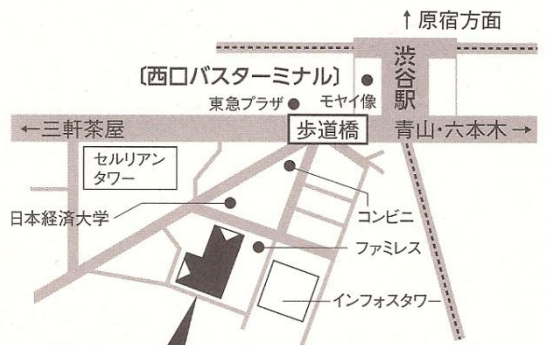 ↑原宿方面
渋谷駅
〔西口バスターミナル〕
東急プラザ
モヤイ像
←三軒茶屋
歩道橋
青山・六本木→
セルリアン
タワー
日本経済大学
コンビニ
ファミレス
インフォスタワー